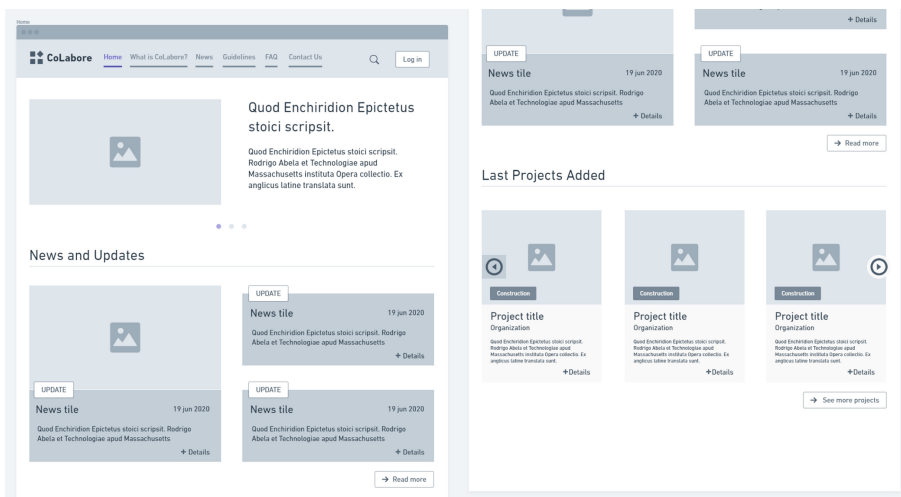 Home
CoLabore
Home What is CoLabore? News Guidelines FAQ Contact Us
Log in
Quod Enchiridion Epictetus
stoici scripsit.
Quod Enchiridion Epictetus stoici scripsit.
Rodrigo Abela et Technologiae apud
Massachusetts instituta Opera collectio. Ex
anglicus latine translata sunt.
News and Updates
UPDATE
News tile 19 jun 2020
Quod Enchiridion Epictetus stoici scripsit. Rodrigo
Abela et Technologiae apud Massachusetts
+ Details
UPDATE
News tile 19 jun 2020
Quod Enchiridion Epictetus stoici scripsit. Rodrigo
Abela et Technologiae apud Massachusetts
+ Details
UPDATE
News tile 19 jun 2020
Quod Enchiridion Epictetus stoici scripsit. Rodrigo
Abela et Technologiae apud Massachusetts
+ Details
→ Read more
+ Details
UPDATE
News tile 19 jun 2020
Quod Enchiridion Epictetus stoici scripsit. Rodrigo
Abela et Technologiae apud Massachusetts
+ Details
UPDATE
News tile 19 jun 2020
Quod Enchiridion Epictetus stoici scripsit. Rodrigo
Abela et Technologiae apud Massachusetts
+ Details
→ Read more
Last Projects Added
Construction
Project title
Organization
Quod Enchiridion Epictetus stoici scripsit.
Rodrigo Abela et Technologiae apud
Massachusetts instituta Opera collectio. Ex
anglicus latine translata sunt.
+Details
Construction
Project title
Organization
Quod Enchiridion Epictetus stoici scripsit.
Rodrigo Abela et Technologiae apud
Massachusetts instituta Opera collectio. Ex
anglicus latine translata sunt.
+Details
Construction
Project title
Organization
Quod Enchiridion Epictetus stoici scripsit.
Rodrigo Abela et Technologiae apud
Massachusetts instituta Opera collectio. Ex
anglicus latine translata sunt.
+Details
→ See more projects